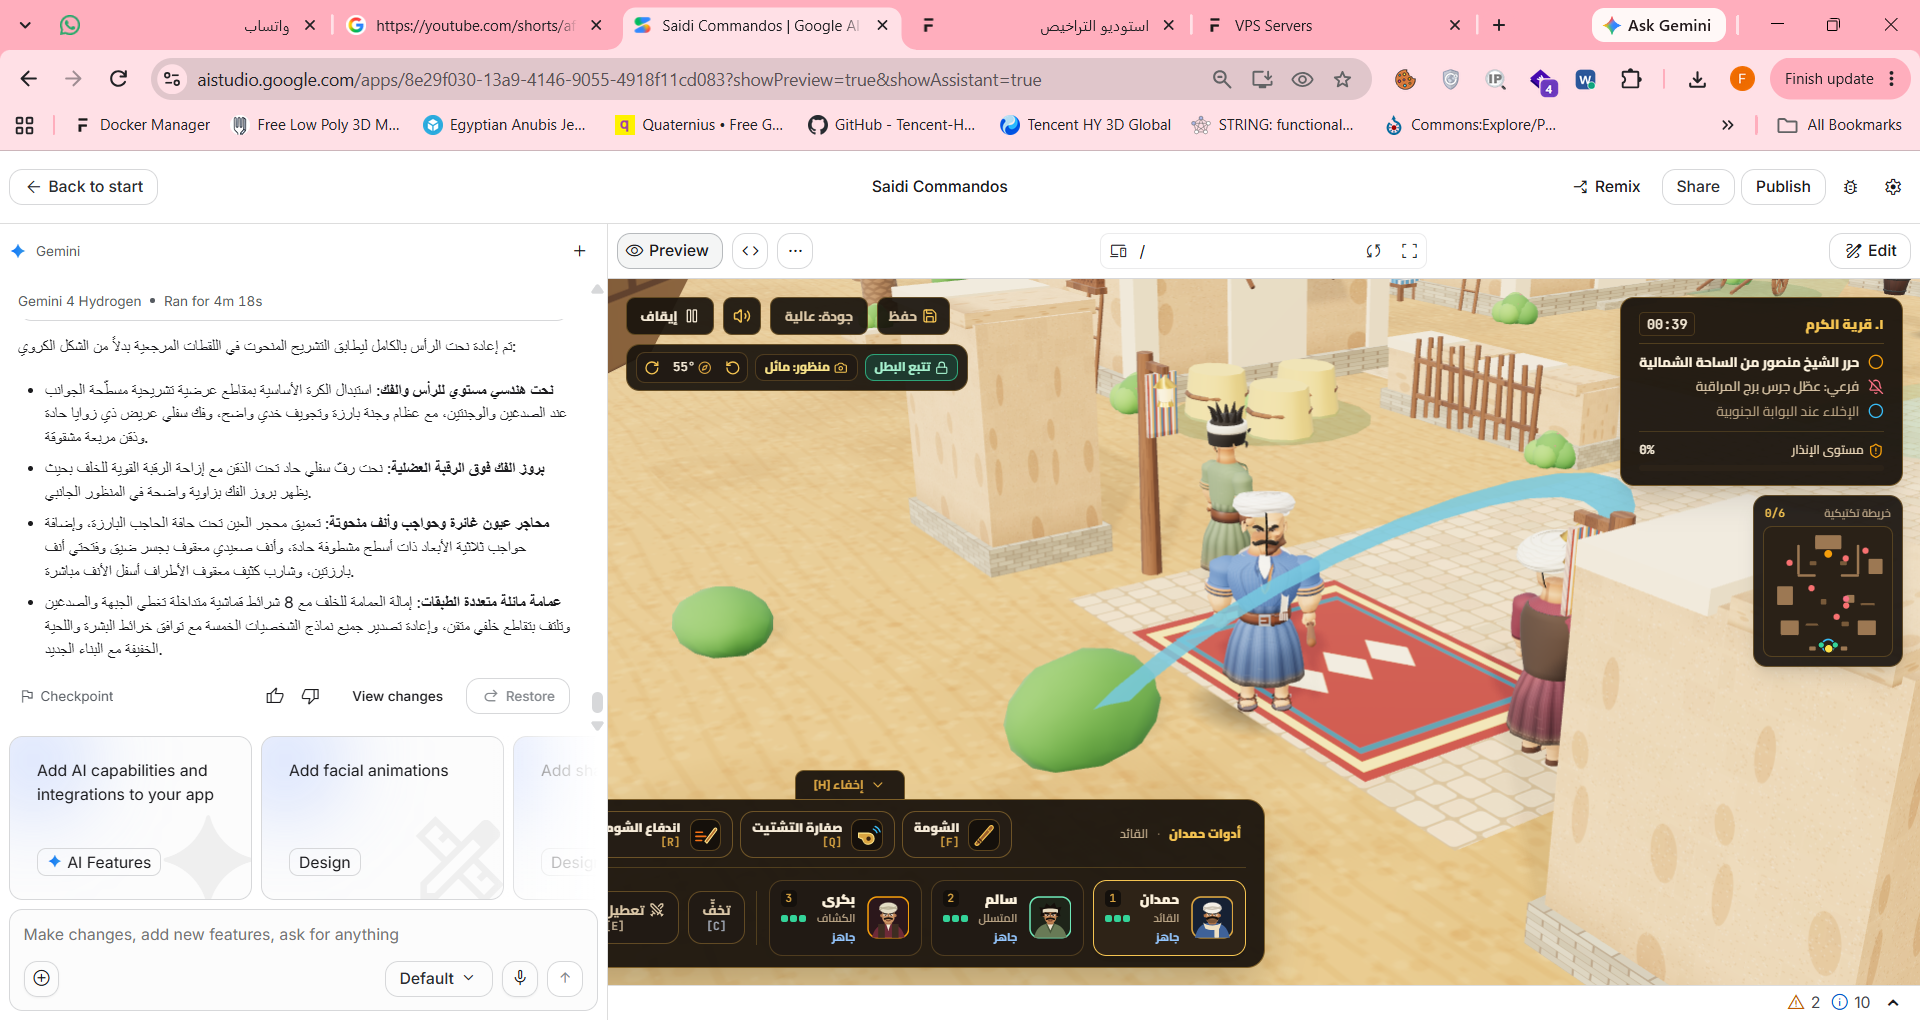 واتساب
https://youtube.com/shorts/af
Saidi Commandos | Google AI
استوديو التراخيص
VPS Servers
Ask Gemini
aistudio.google.com/apps/8e29f030-13a9-4146-9055-4918f11cd083?showPreview=true&showAssistant=true
IP
4
W
F
Finish update
Docker Manager
Free Low Poly 3D M...
Egyptian Anubis Je...
Quaternius • Free G...
GitHub - Tencent-H...
Tencent HY 3D Global
STRING: functional...
Commons:Explore/P...
All Bookmarks
Back to start
Saidi Commandos
Remix
Share
Publish
Gemini
Preview
/
Edit
Gemini 4 Hydrogen • Ran for 4m 18s
تم إعادة نحت الرأس بالكامل ليطابق التشريح المنحوت في اللقطات المرجعية بدلاً من الشكل الكروي:
نحت هندسي مستوي للرأس والفك: استبدال الكرة الأساسية بمقاطع عرضية تشريحية مسطّحة الجوانب
عند الصدغين والوجنتين، مع عظام وجنة بارزة وتجويف خدي واضح، وفك سفلي عريض ذي زوايا حادة
وذقن مربعة مشقوقة.
بروز الفك فوق الرقبة العضلية: نحت رفّ سفلي حاد تحت الذقن مع إزاحة الرقبة القوية للخلف بحيث
يظهر بروز الفك بزاوية واضحة في المنظور الجانبي.
محاجر عيون غائرة وحواجب وأنف منحوتة: تعميق محجر العين تحت حافة الحاجب البارزة، وإضافة
حواجب ثلاثية الأبعاد ذات أسطح مشطوفة حادة، وأنف صعيدي معقوف بجسر ضيق وفتحتي أنف
بارزتين، وشارب كثيف معقوف الأطراف أسفل الأنف مباشرة.
عمامة مائلة متعددة الطبقات: إمالة العمامة للخلف مع 8 شرائط قماشية متداخلة تغطي الجبهة والصدغين
وتلتف بتقاطع خلفي متقن، وإعادة تصدير جميع نماذج الشخصيات الخمسة مع توافق خرائط البشرة واللحية
الخفيفة مع البناء الجديد.
Checkpoint
View changes
Restore
Add AI capabilities and
integrations to your app
AI Features
Add facial animations
Design
Make changes, add new features, ask for anything
Default
إيقاف
جودة: عالية
حفظ
55°
منظور: مائل
تتبع البطل
00:39
١. قرية الكرم
حرر الشيخ منصور من الساحة الشمالية
فرعي: عطّل جرس برج المراقبة
الإخلاء عند البوابة الجنوبية
0%
مستوى الإنذار
0/6
خريطة تكتيكية
إخفاء [H]
أدوات حمدان · القائد
الشومة
[F]
صفارة التشتيت
[Q]
اندفاع الشوم
[R]
1
حمدان
القائد
جاهز
2
سالم
المتسلل
جاهز
3
بكري
الكشاف
جاهز
تخفٍّ
[C]
تعطيل
[E]
2
10